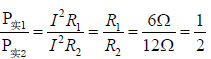 P实1/P实2 = I²R₁/I²R₂ = R₁/R₂ = 6Ω/12Ω = 1/2